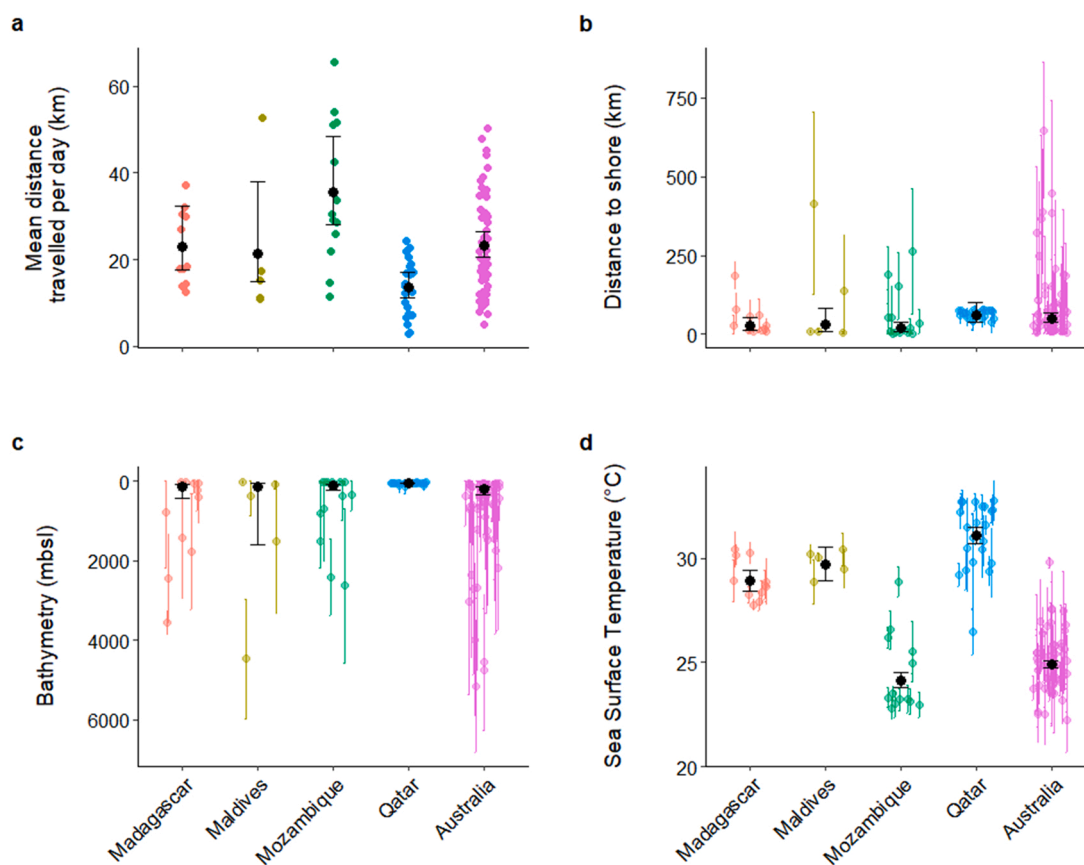 a
Mean distance
travelled per day (km)
60
40
20
0
b
Distance to shore (km)
750
500
250
0
c
Bathymetry (mbsl)
0
2000
4000
6000
Madagascar
Maldives
Mozambique
Qatar
Australia
d
Sea Surface Temperature (°C)
30
25
20
Madagascar
Maldives
Mozambique
Qatar
Australia